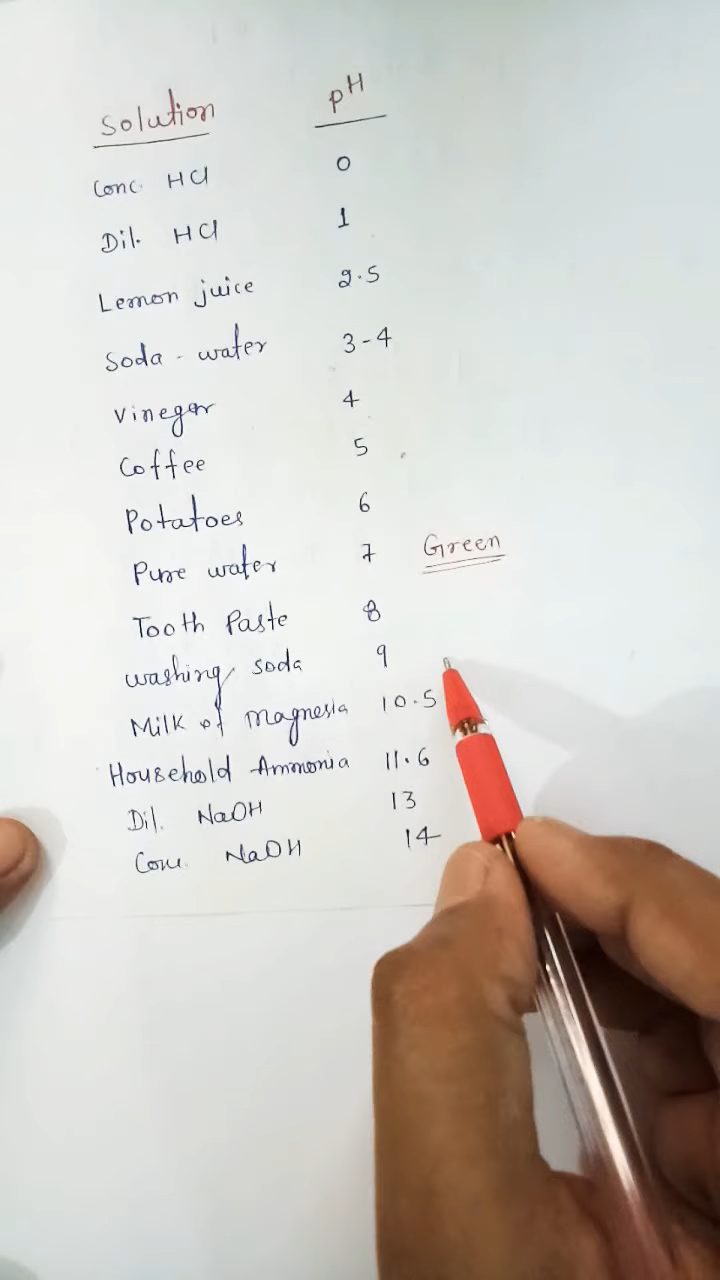 Solution pH
Conc. HCl 0
Dil. HCl 1
Lemon juice 2.5
Soda - water 3-4
Vinegar 4
Coffee 5
Potatoes 6
Pure water 7 Green
Tooth Paste 8
washing soda 9
Milk of magnesia 10.5
Household Ammonia 11.6
Dil. NaOH 13
Conc. NaOH 14